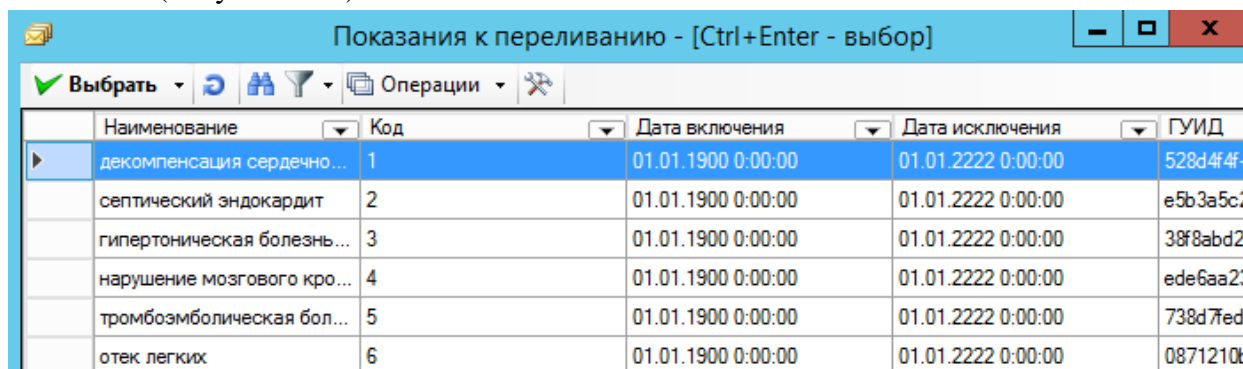 Показания к переливанию - [Ctrl+Enter - выбор]
Выбрать Операции
Наименование Код Дата включения Дата исключения ГУИД
декомпенсация сердечно... 1 01.01.1900 0:00:00 01.01.2222 0:00:00 528d4f4f-
септический эндокардит 2 01.01.1900 0:00:00 01.01.2222 0:00:00 e5b3a5c2
гипертоническая болезнь... 3 01.01.1900 0:00:00 01.01.2222 0:00:00 38f8abd2
нарушение мозгового кро... 4 01.01.1900 0:00:00 01.01.2222 0:00:00 ede6aa23
тромбоэмболическая бол... 5 01.01.1900 0:00:00 01.01.2222 0:00:00 738d7fed
отек легких 6 01.01.1900 0:00:00 01.01.2222 0:00:00 0871210b